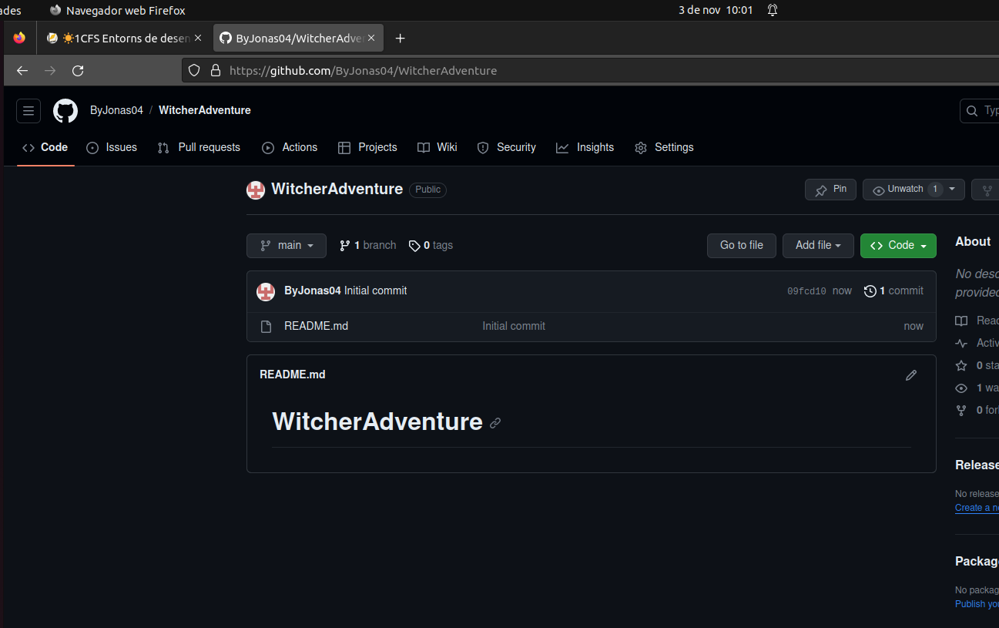 ades Navegador web Firefox 3 de nov 10:01
1CFS Entorns de desen ByJonas04/WitcherAdve
https://github.com/ByJonas04/WitcherAdventure
ByJonas04 / WitcherAdventure
Typ
Code Issues Pull requests Actions Projects Wiki Security Insights Settings
WitcherAdventure Public Pin Unwatch 1
main 1 branch 0 tags Go to file Add file Code
About
No desc
provided
ByJonas04 Initial commit 09fcd10 now 1 commit
README.md Initial commit now
Read
Activ
0 sta
1 wa
0 for
README.md
WitcherAdventure
Release
No release
Create a ne
Packag
No packag
Publish you